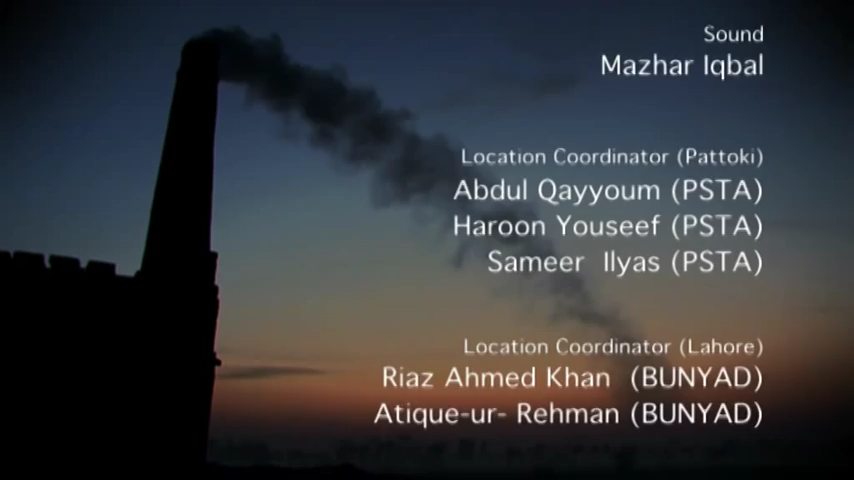 Sound
Mazhar Iqbal
Location Coordinator (Pattoki)
Abdul Qayyoum (PSTA)
Haroon Youseef (PSTA)
Sameer Ilyas (PSTA)
Location Coordinator (Lahore)
Riaz Ahmed Khan (BUNYAD)
Atique-ur- Rehman (BUNYAD)